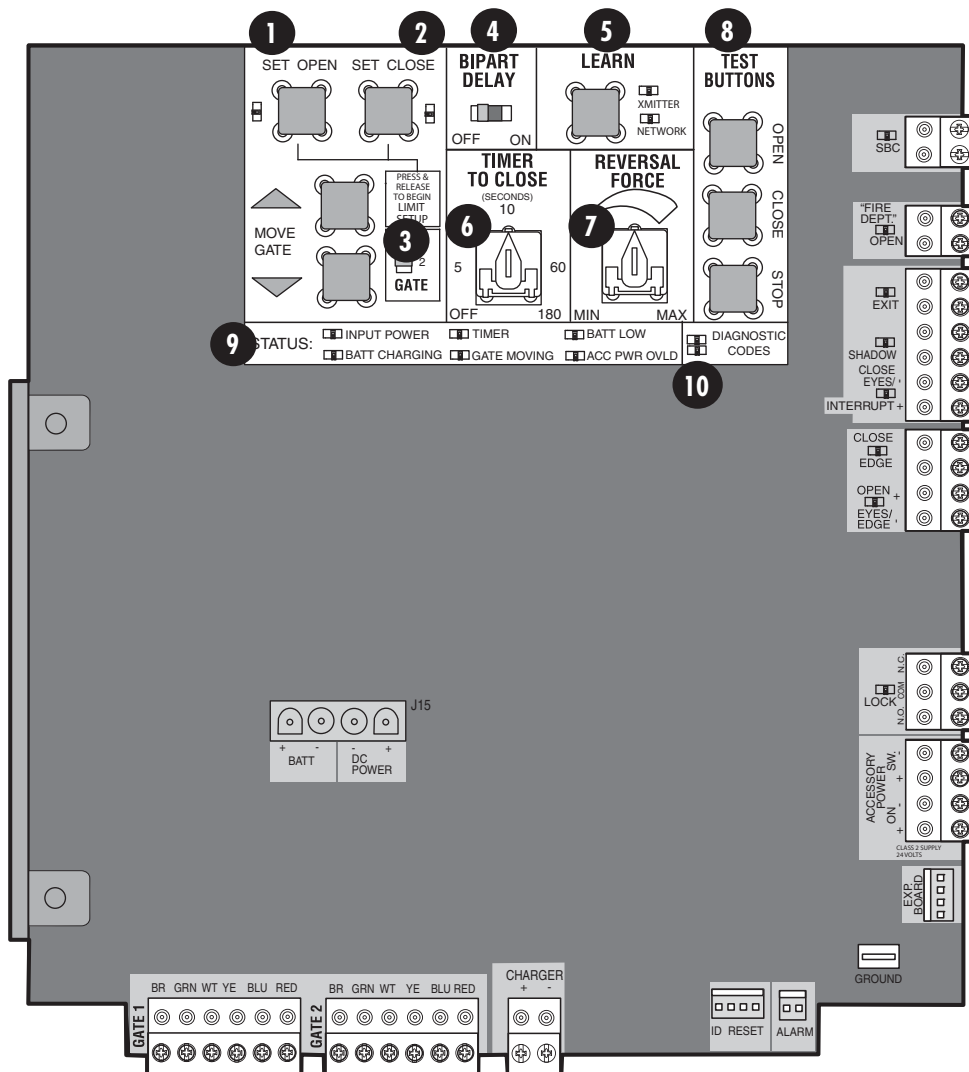 1
2
4
5
8
SET OPEN
SET CLOSE
BIPART
DELAY
OFF
ON
LEARN
XMITTER
NETWORK
TEST
BUTTONS
OPEN
CLOSE
STOP
PRESS &
RELEASE
TO BEGIN
LIMIT
SETUP
MOVE
GATE
3
2
GATE
TIMER
TO CLOSE
(SECONDS)
10
6
5
60
OFF
180
REVERSAL
FORCE
7
MIN
MAX
9
STATUS:
INPUT POWER
TIMER
BATT LOW
BATT CHARGING
GATE MOVING
ACC PWR OVLD
DIAGNOSTIC
CODES
10
SBC
"FIRE
DEPT."
OPEN
EXIT
SHADOW
CLOSE
EYES/ -
INTERRUPT +
CLOSE
EDGE
OPEN +
EYES/
EDGE -
LOCK
N.C.
COM
N.O.
ACCESSORY
POWER
SW. -
+
ON -
+
CLASS 2 SUPPLY
24 VOLTS
EXP.
BOARD
GROUND
J15
+ - - +
BATT
DC
POWER
GATE 1
BR GRN WT YE BLU RED
GATE 2
BR GRN WT YE BLU RED
CHARGER
+ -
ID RESET
ALARM